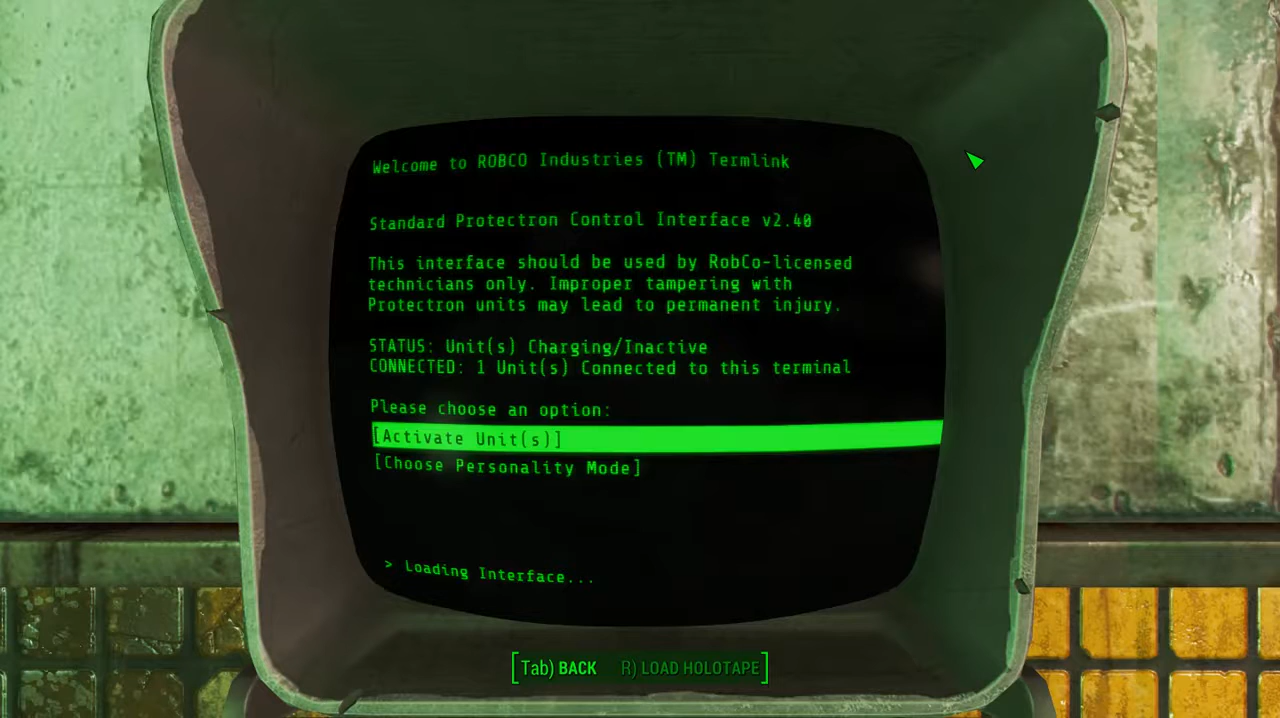 Welcome to ROBCO Industries (TM) Termlink
Standard Protectron Control Interface v2.40
This interface should be used by RobCo-licensed
technicians only. Improper tampering with
Protectron units may lead to permanent injury.
STATUS: Unit(s) Charging/Inactive
CONNECTED: 1 Unit(s) Connected to this terminal
Please choose an option:
[Activate Unit(s)]
[Choose Personality Mode]
> Loading Interface...
[Tab) BACK R) LOAD HOLOTAPE]